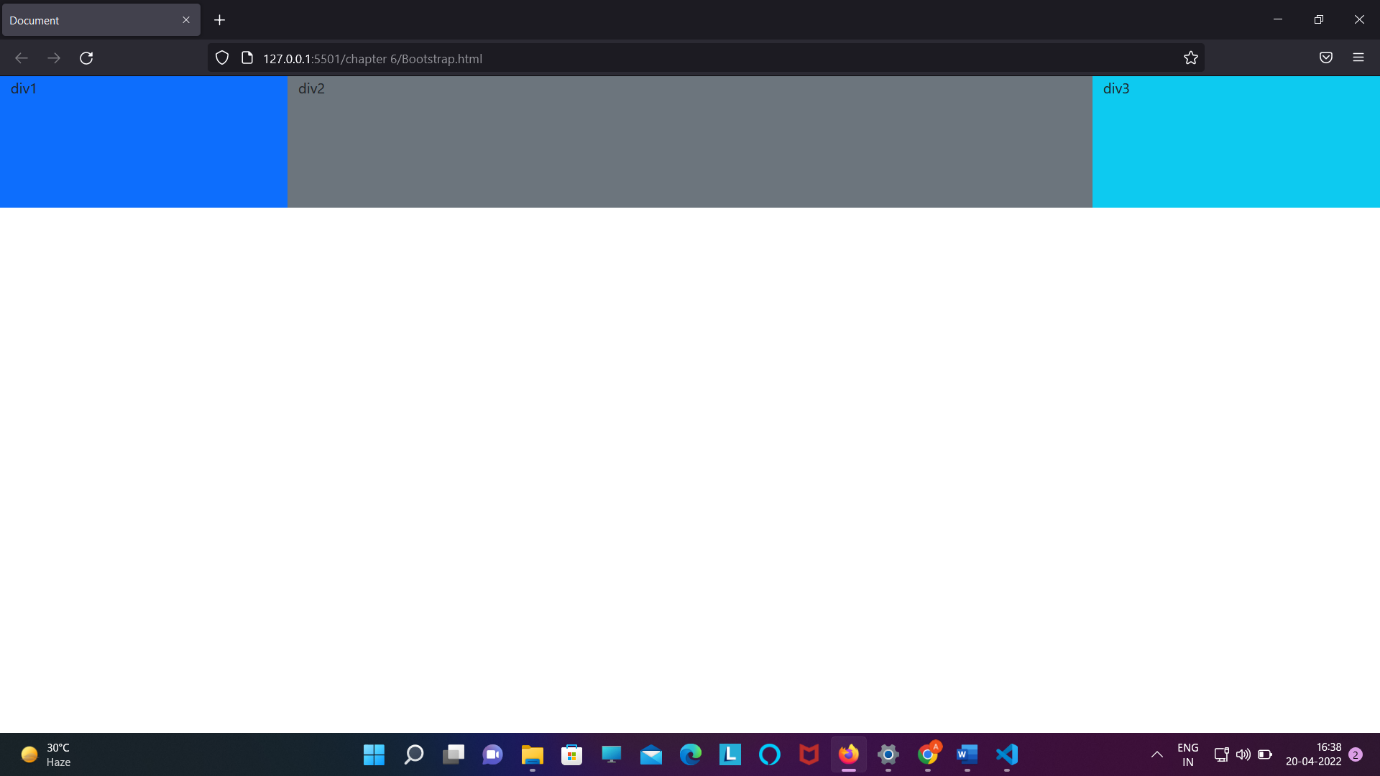 Document
127.0.0.1:5501/chapter 6/Bootstrap.html
div1
div2
div3
30°C
Haze
L
A
W
ENG
IN
16:38
20-04-2022
2